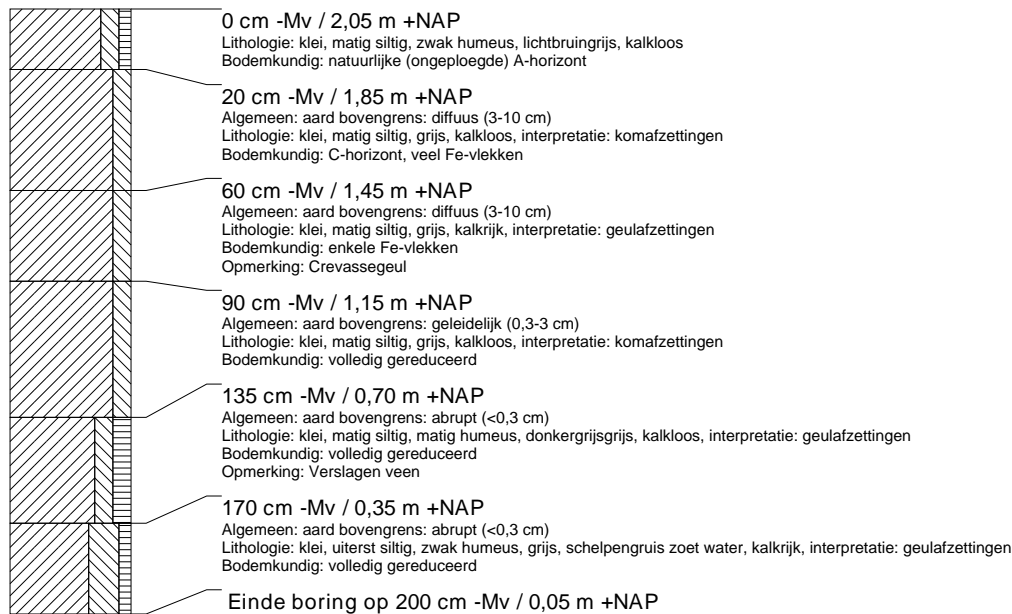 0 cm -Mv / 2,05 m +NAP
Lithologie: klei, matig siltig, zwak humeus, lichtbruingrijs, kalkloos
Bodemkundig: natuurlijke (ongeploegde) A-horizont
20 cm -Mv / 1,85 m +NAP
Algemeen: aard bovengrens: diffuus (3-10 cm)
Lithologie: klei, matig siltig, grijs, kalkloos, interpretatie: komafzettingen
Bodemkundig: C-horizont, veel Fe-vlekken
60 cm -Mv / 1,45 m +NAP
Algemeen: aard bovengrens: diffuus (3-10 cm)
Lithologie: klei, matig siltig, grijs, kalkrijk, interpretatie: geulafzettingen
Bodemkundig: enkele Fe-vlekken
Opmerking: Crevassegeul
90 cm -Mv / 1,15 m +NAP
Algemeen: aard bovengrens: geleidelijk (0,3-3 cm)
Lithologie: klei, matig siltig, grijs, kalkloos, interpretatie: komafzettingen
Bodemkundig: volledig gereduceerd
135 cm -Mv / 0,70 m +NAP
Algemeen: aard bovengrens: abrupt (<0,3 cm)
Lithologie: klei, matig siltig, matig humeus, donkergrijsgrijs, kalkloos, interpretatie: geulafzettingen
Bodemkundig: volledig gereduceerd
Opmerking: Verslagen veen
170 cm -Mv / 0,35 m +NAP
Algemeen: aard bovengrens: abrupt (<0,3 cm)
Lithologie: klei, uiterst siltig, zwak humeus, grijs, schelpengruis zoet water, kalkrijk, interpretatie: geulafzettingen
Bodemkundig: volledig gereduceerd
Einde boring op 200 cm -Mv / 0,05 m +NAP